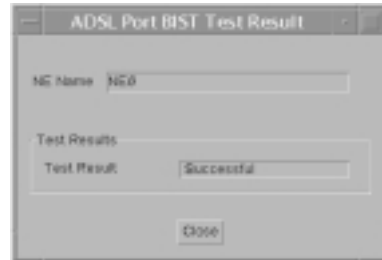 ADSL Port BIST Test Result
NE Name NE0
Test Results
Test Result Successful
Close